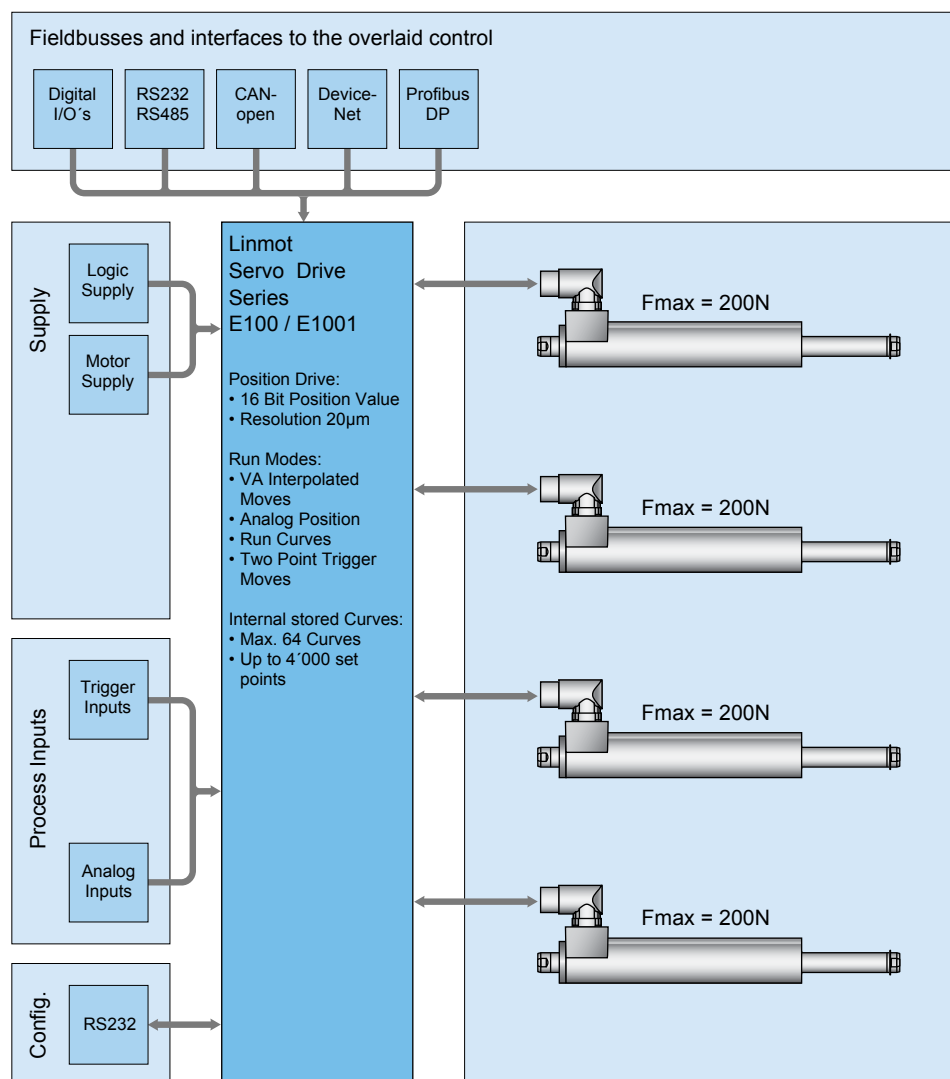 Fieldbusses and interfaces to the overlaid control
Digital
I/O´s
RS232
RS485
CAN-
open
Device-
Net
Profibus
DP
Supply
Logic
Supply
Motor
Supply
Linmot
Servo Drive
Series
E100 / E1001
Position Drive:
• 16 Bit Position Value
• Resolution 20µm
Run Modes:
• VA Interpolated
Moves
• Analog Position
• Run Curves
• Two Point Trigger
Moves
Internal stored Curves:
• Max. 64 Curves
• Up to 4´000 set
points
Process Inputs
Trigger
Inputs
Analog
Inputs
Config.
RS232
Fmax = 200N
Fmax = 200N
Fmax = 200N
Fmax = 200N